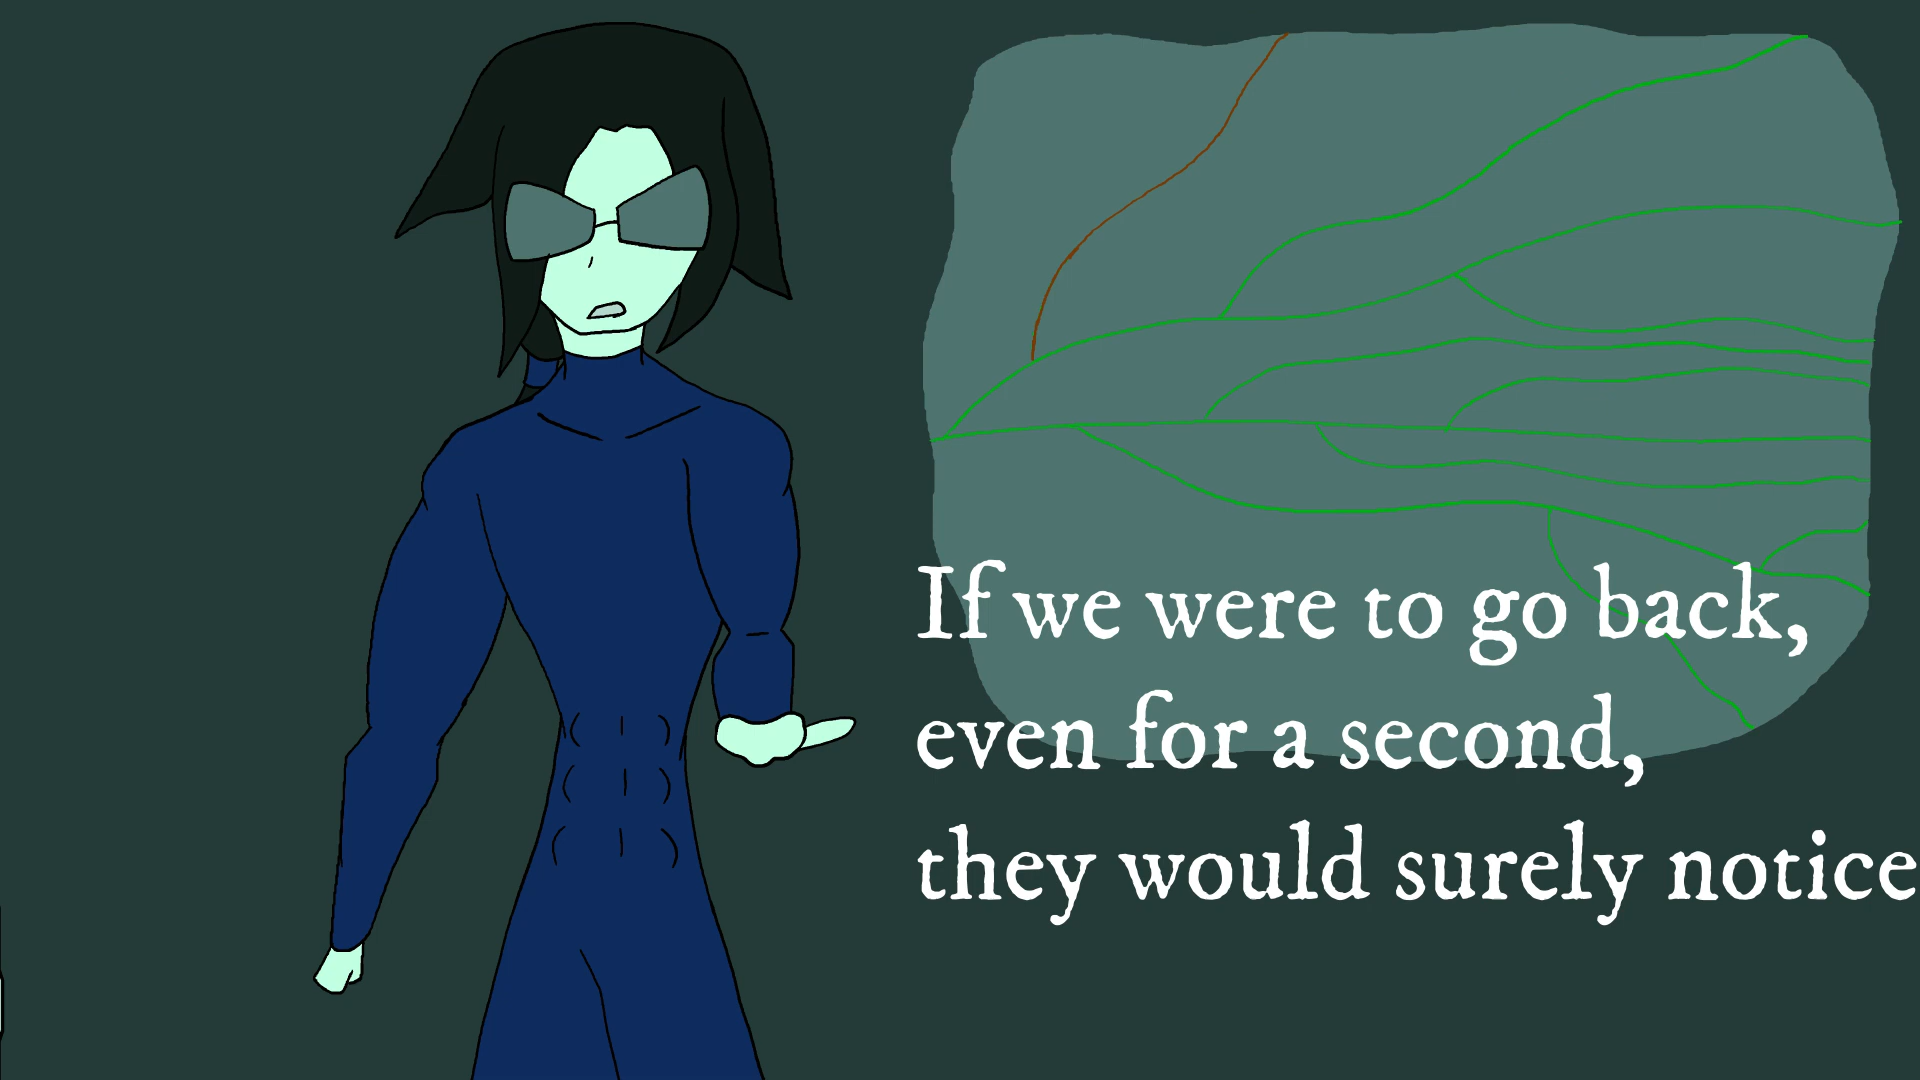 If we were to go back,
even for a second,
they would surely notice